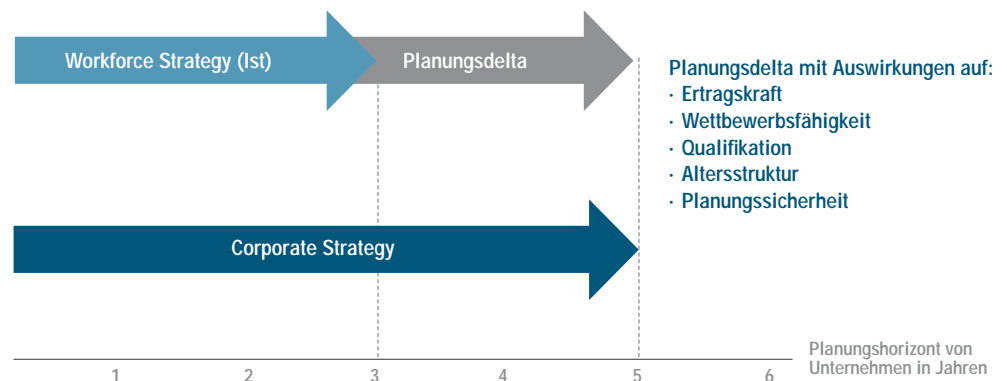 Workforce Strategy (Ist)
Planungsdelta
Planungsdelta mit Auswirkungen auf:
· Ertragskraft
· Wettbewerbsfähigkeit
· Qualifikation
· Altersstruktur
· Planungssicherheit
Corporate Strategy
Planungshorizont von
Unternehmen in Jahren
1 2 3 4 5 6